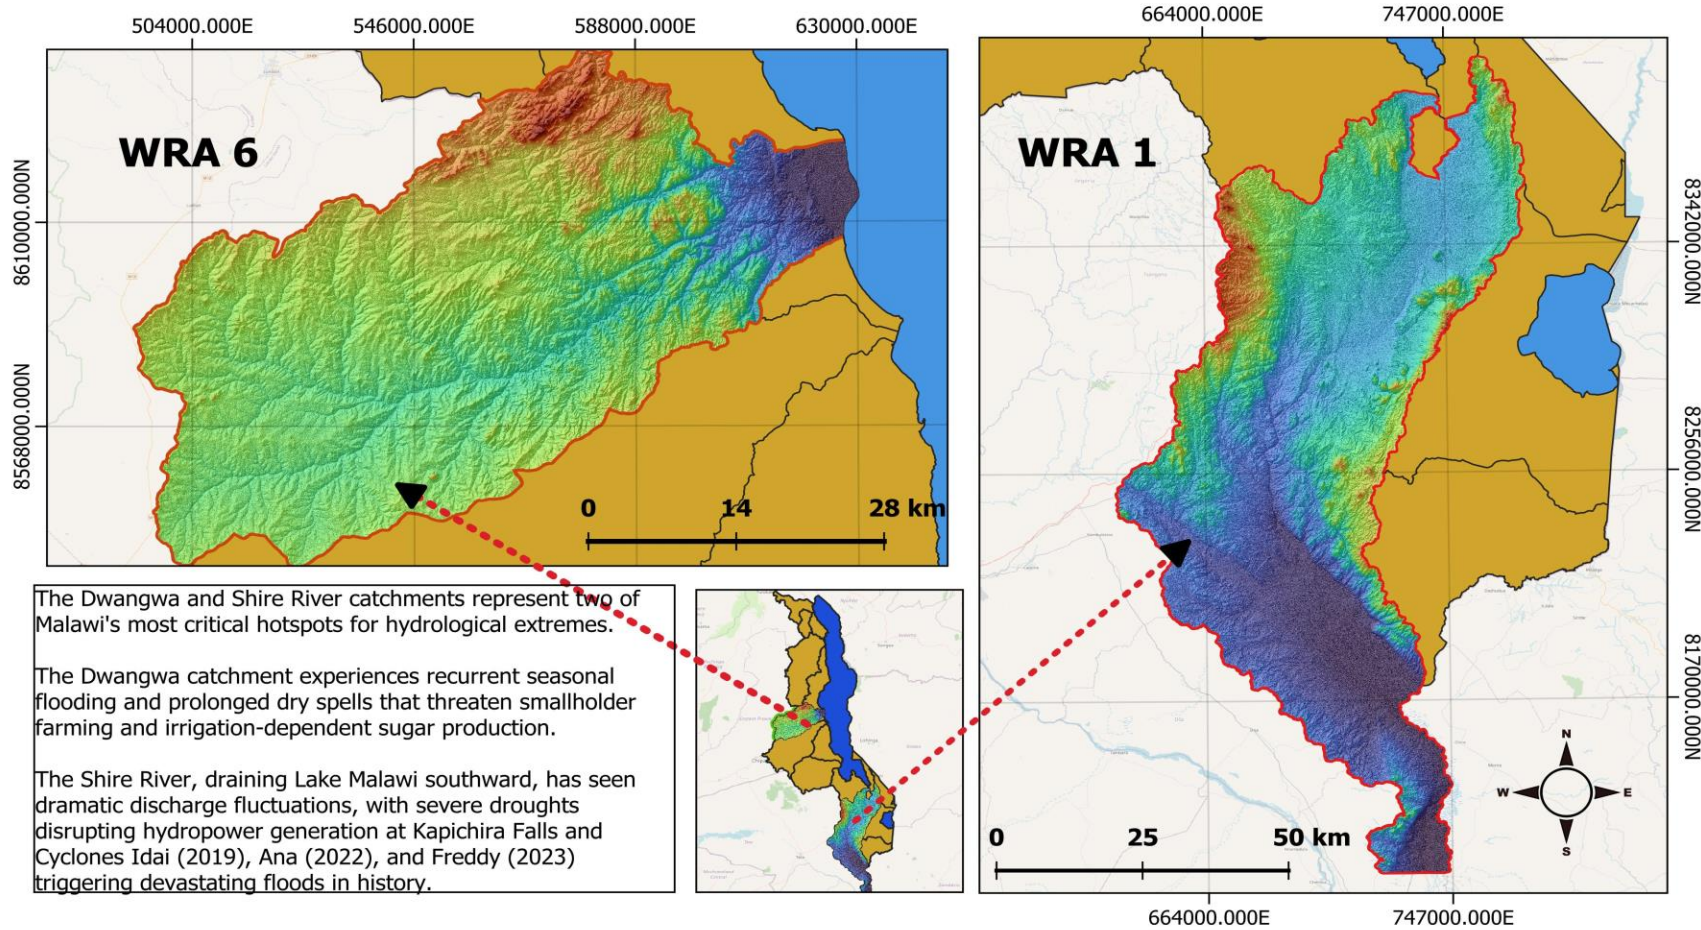 504000.000E 546000.000E 588000.000E 630000.000E
664000.000E 747000.000E
WRA 6
WRA 1
8610000.000N
8568000.000N
8342000.000N
8256000.000N
8170000.000N
0 14 28 km
The Dwangwa and Shire River catchments represent two of
Malawi's most critical hotspots for hydrological extremes.
The Dwangwa catchment experiences recurrent seasonal
flooding and prolonged dry spells that threaten smallholder
farming and irrigation-dependent sugar production.
The Shire River, draining Lake Malawi southward, has seen
dramatic discharge fluctuations, with severe droughts
disrupting hydropower generation at Kapichira Falls and
Cyclones Idai (2019), Ana (2022), and Freddy (2023)
triggering devastating floods in history.
N
W E
S
0 25 50 km
664000.000E 747000.000E